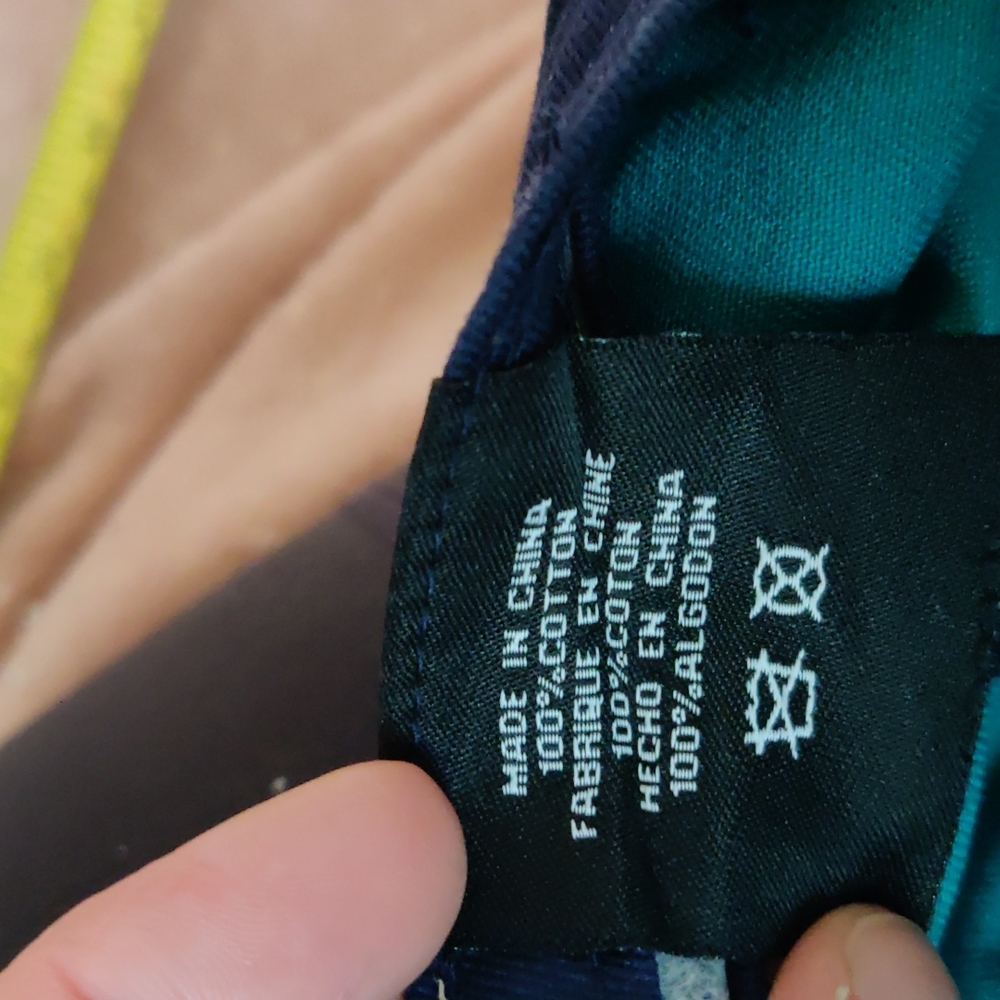 MADE IN CHINA
100%COTTON
FABRIQUE EN CHINE
100%COTON
HECHO EN CHINA
100%ALGODON